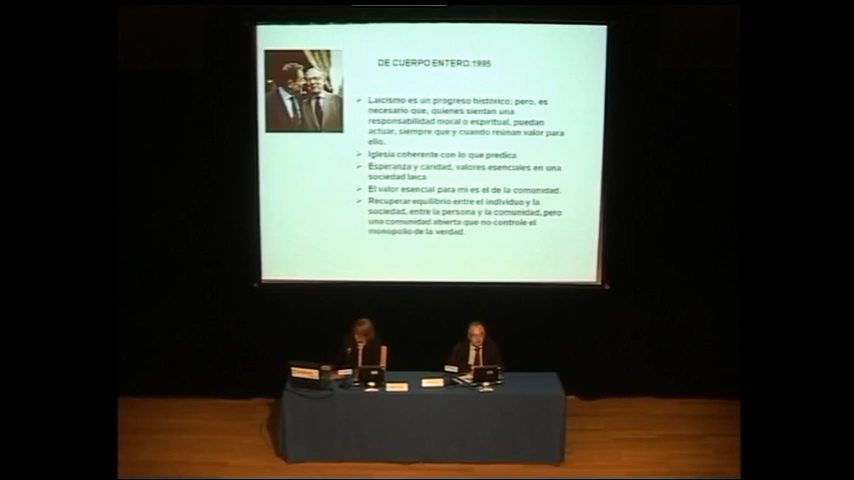 DE CUERPO ENTERO.1995
Laicismo es un progreso histórico; pero, es
necesario que, quienes sientan una
responsabilidad moral o espiritual, puedan
actuar, siempre que y cuando reúnan valor para
ello.
Iglesia coherente con lo que predica
Esperanza y caridad, valores esenciales en una
sociedad laica
El valor esencial para mi es el de la comunidad.
Recuperar equilibrio entre el individuo y la
sociedad, entre la persona y la comunidad, pero
una comunidad abierta que no controle el
monopolio de la verdad.